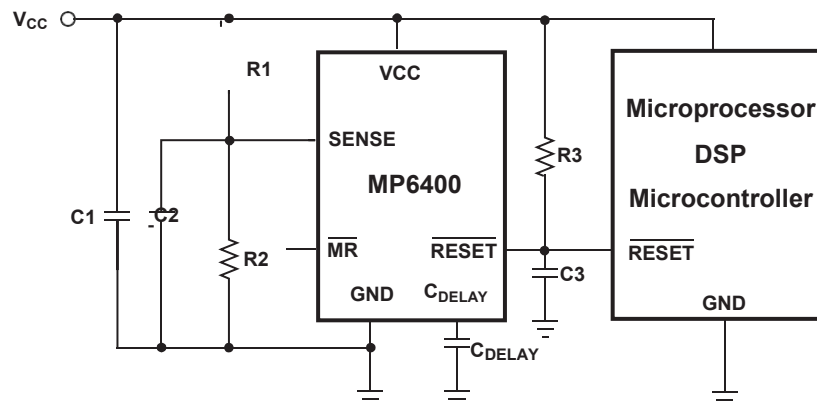 VCC
R1
VCC
SENSE
MP6400
MR
RESET
GND
CDELAY
CDELAY
C1
C2
R2
R3
C3
Microprocessor
DSP
Microcontroller
RESET
GND